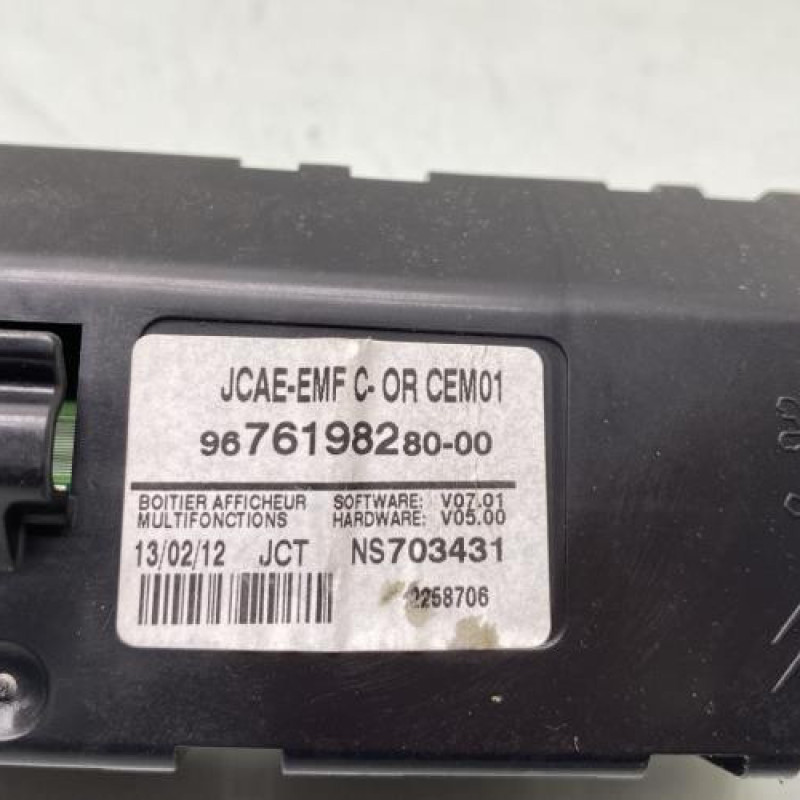 JCAE-EMF C- OR CEM01
9676198280-00
BOITIER AFFICHEUR SOFTWARE: V07.01
MULTIFONCTIONS HARDWARE: V05.00
13/02/12 JCT NS703431
2258706